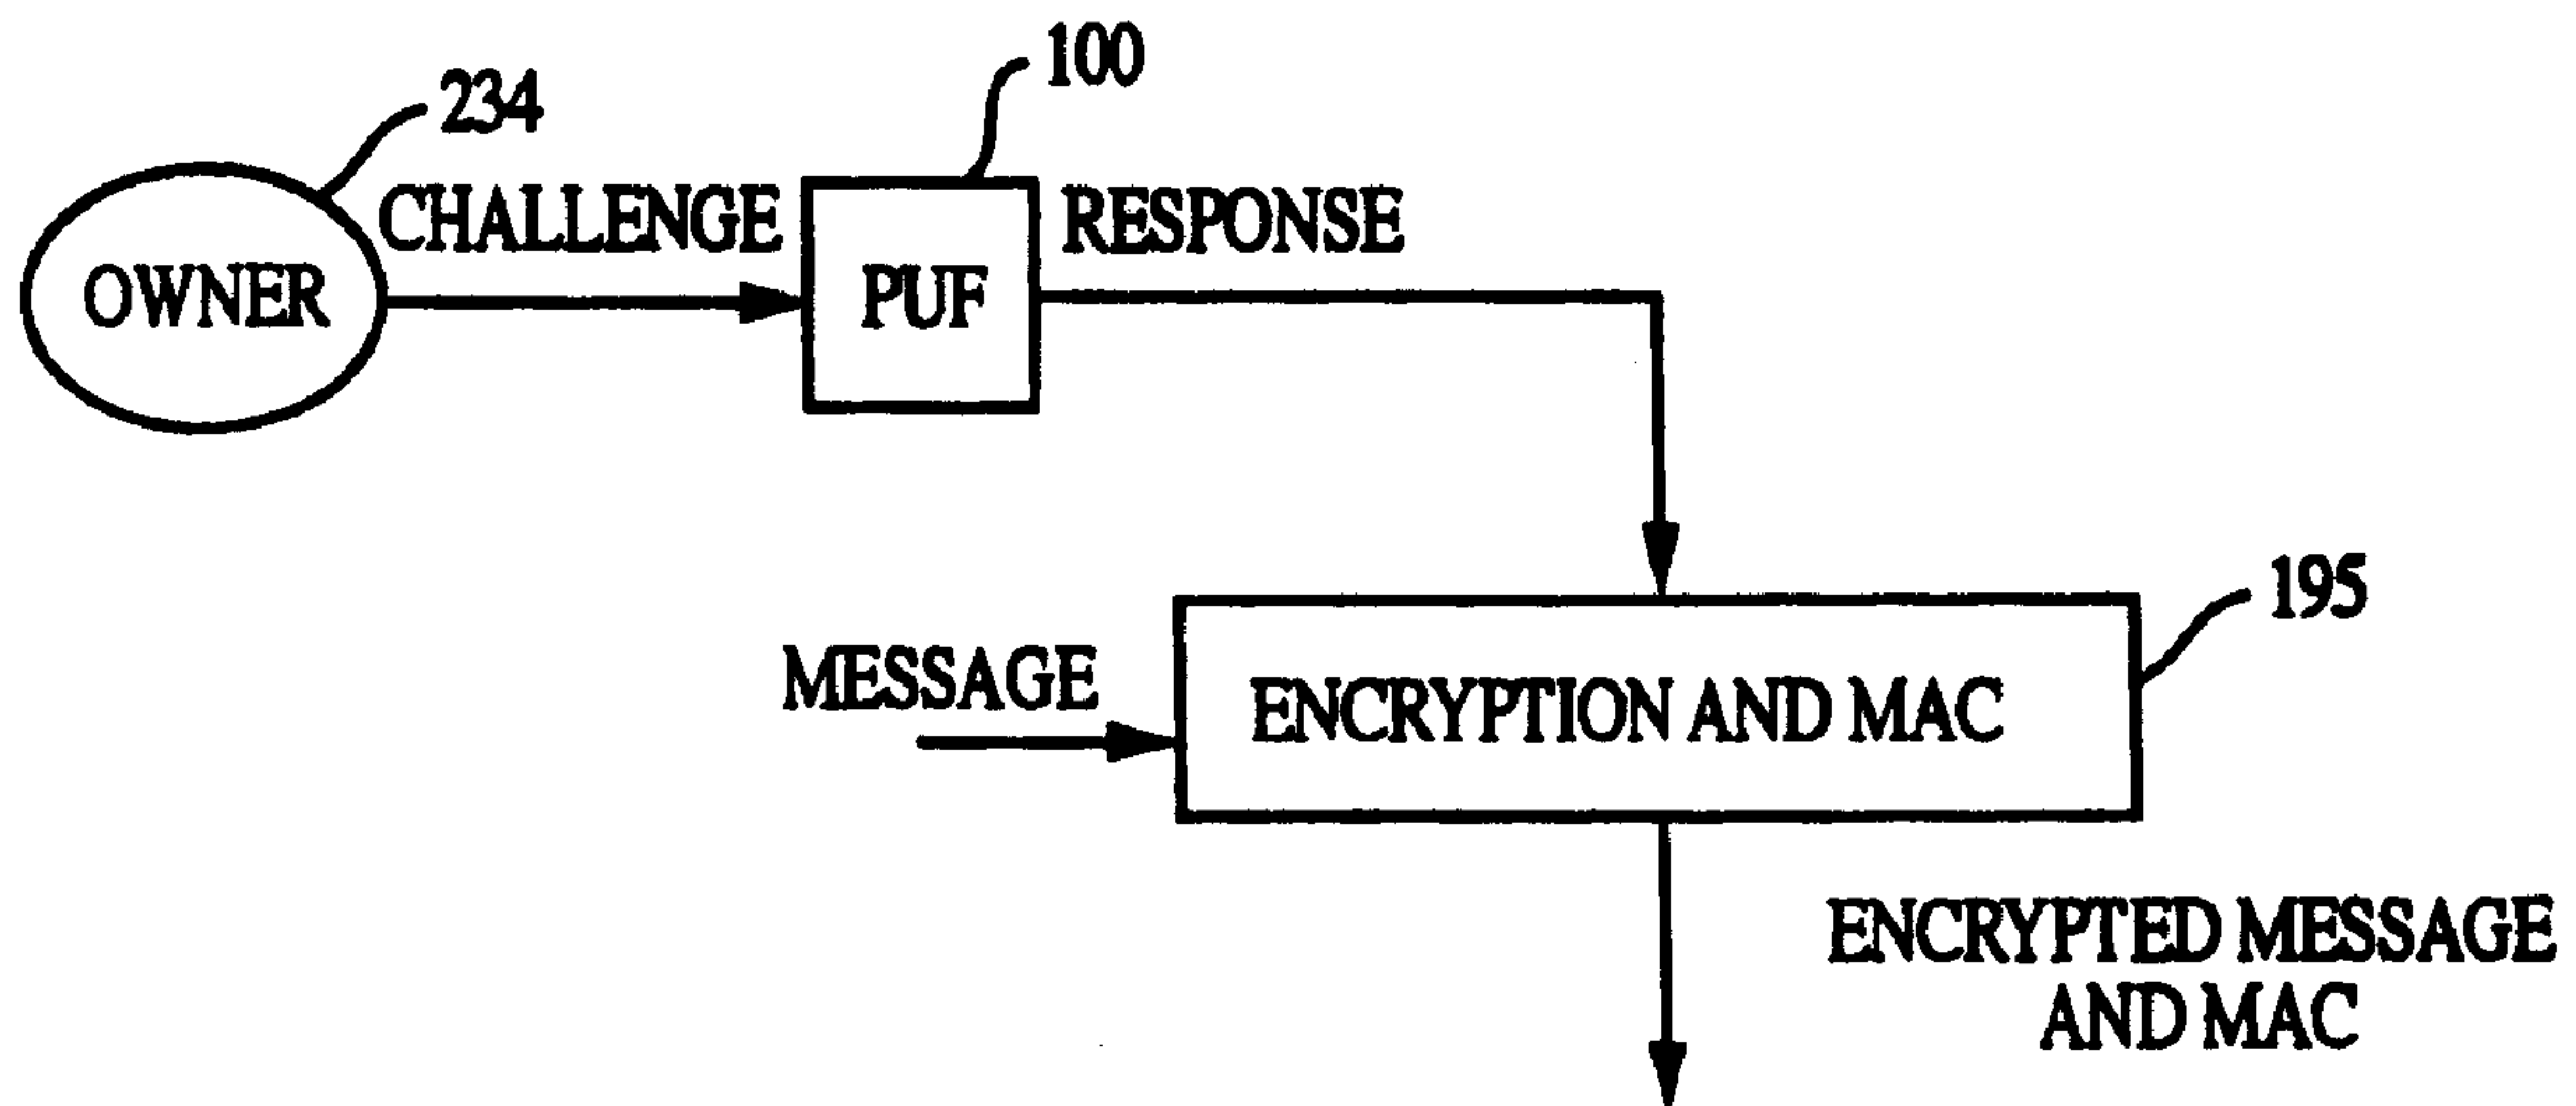 100
234
CHALLENGE
RESPONSE
OWNER
PUF
195
MESSAGE
ENCRYPTION AND MAC
ENCRYPTED MESSAGE
AND MAC